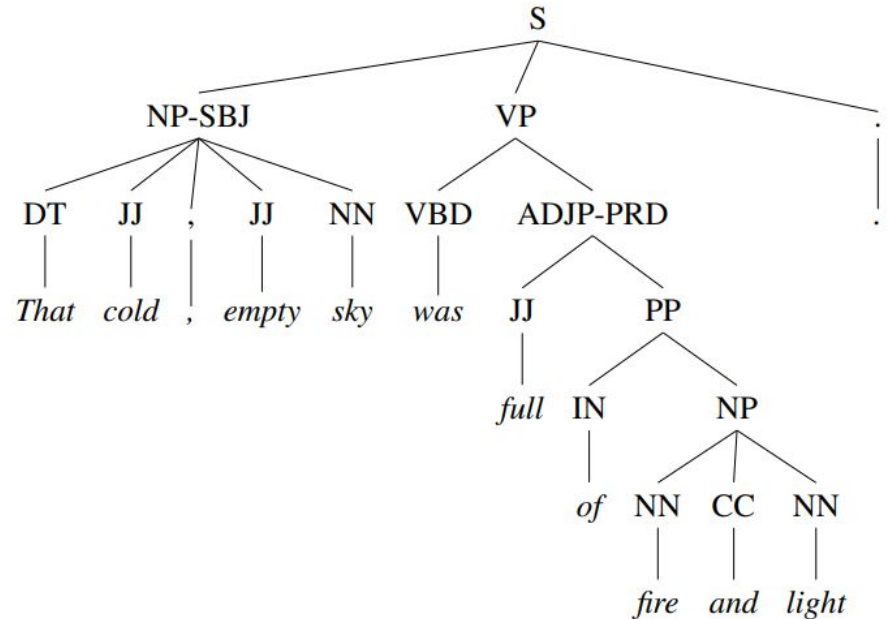 S
NP-SBJ VP .
DT JJ , JJ NN VBD ADJP-PRD .
That cold , empty sky was JJ PP
full IN NP
of NN CC NN
fire and light